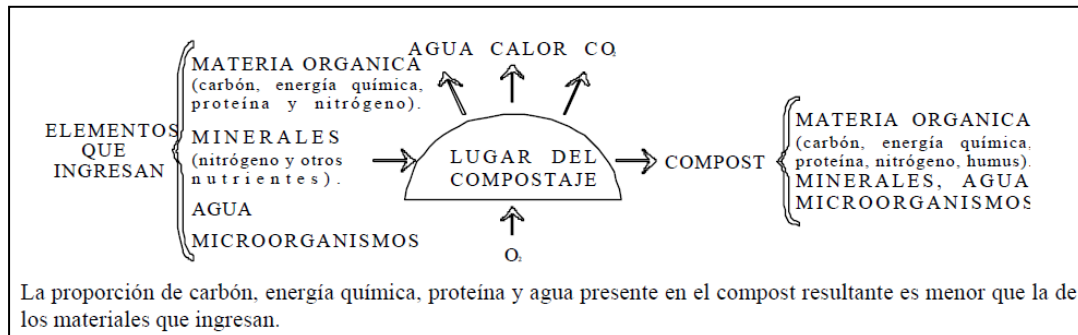 AGUA CALOR CO₂
MATERIA ORGANICA
(carbón, energía química,
proteína y nitrógeno).
ELEMENTOS
QUE
INGRESAN
MINERALES
(nitrógeno y otros
nutrientes).
AGUA
MICROORGANISMOS
LUGAR DEL
COMPOSTAJE
O₂
COMPOST
MATERIA ORGANICA
(carbón, energía química,
proteína, nitrógeno, humus).
MINERALES, AGUA
MICROORGANISMOS
La proporción de carbón, energía química, proteína y agua presente en el compost resultante es menor que la de
los materiales que ingresan.